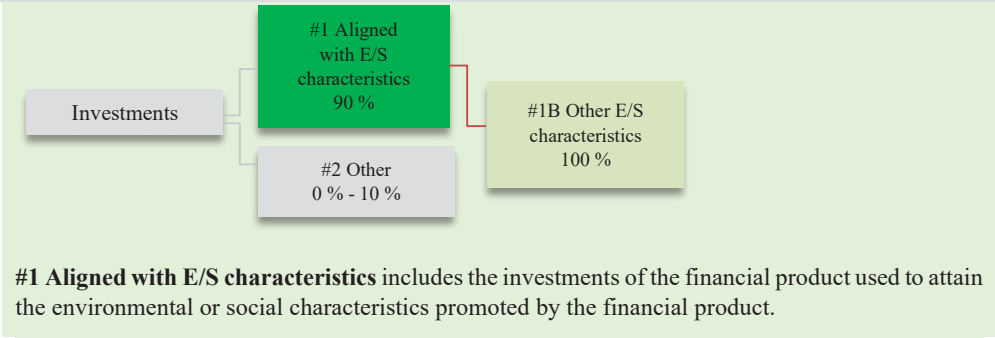 #1 Aligned
with E/S
characteristics
90 %
Investments
#1B Other E/S
characteristics
100 %
#2 Other
0 % - 10 %
#1 Aligned with E/S characteristics includes the investments of the financial product used to attain
the environmental or social characteristics promoted by the financial product.